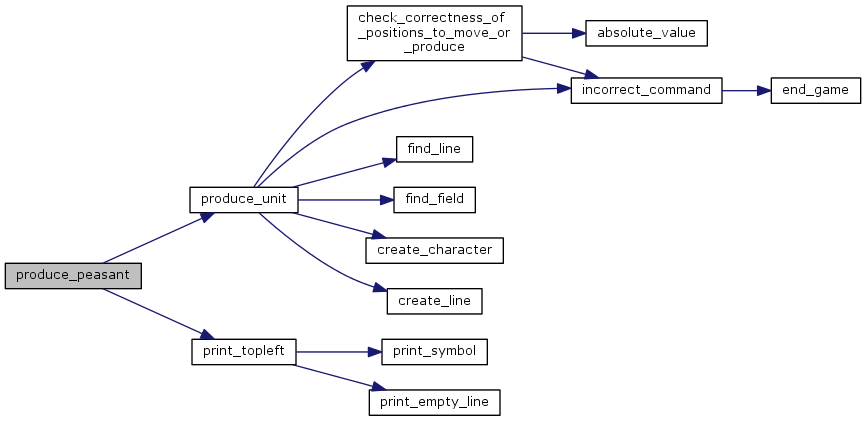 check_correctness_of
_positions_to_move_or
_produce
absolute_value
incorrect_command
end_game
find_line
produce_unit
find_field
create_character
produce_peasant
create_line
print_topleft
print_symbol
print_empty_line